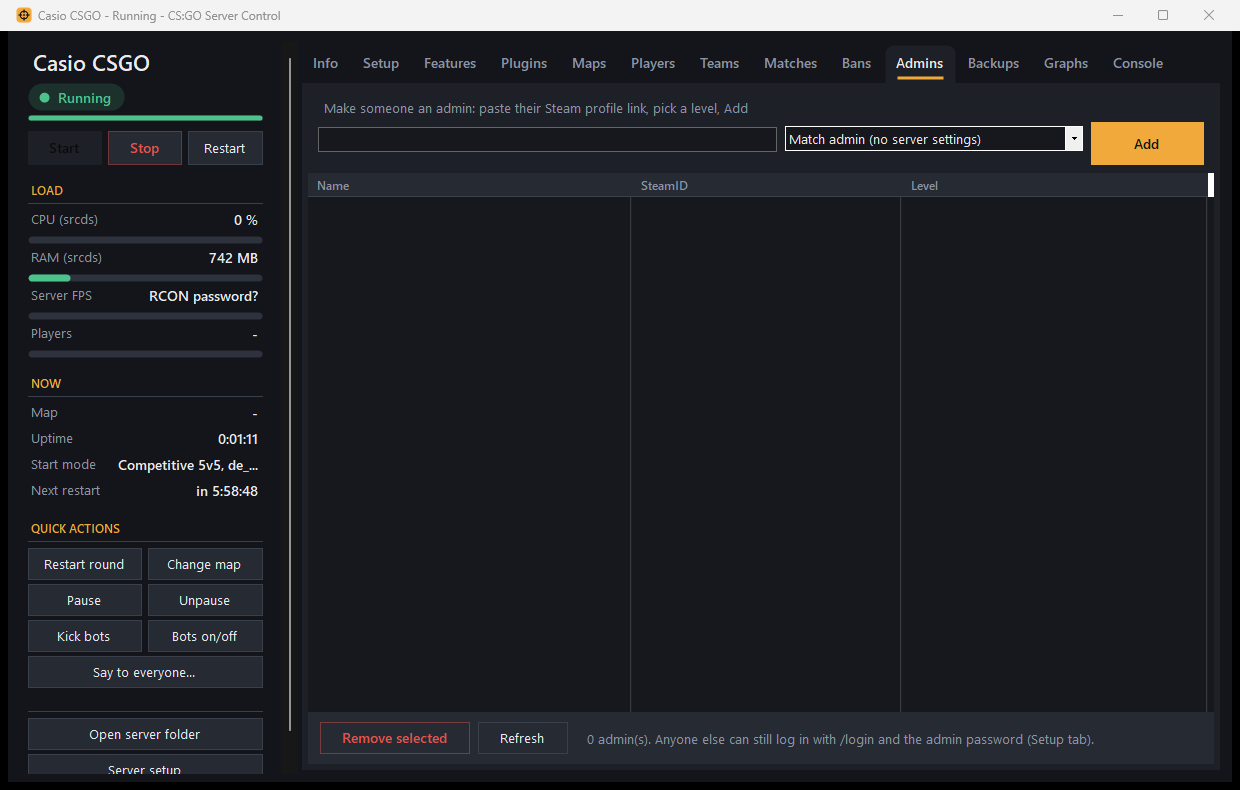 Casio CSGO - Running - CS:GO Server Control
Casio CSGO
Running
Start Stop Restart
LOAD
CPU (srcds) 0 %
RAM (srcds) 742 MB
Server FPS RCON password?
Players -
NOW
Map -
Uptime 0:01:11
Start mode Competitive 5v5, de_...
Next restart in 5:58:48
QUICK ACTIONS
Restart round Change map
Pause Unpause
Kick bots Bots on/off
Say to everyone...
Open server folder
Server setup
Info Setup Features Plugins Maps Players Teams Matches Bans Admins Backups Graphs Console
Make someone an admin: paste their Steam profile link, pick a level, Add
Match admin (no server settings) Add
Name SteamID Level
Remove selected Refresh 0 admin(s). Anyone else can still log in with /login and the admin password (Setup tab).